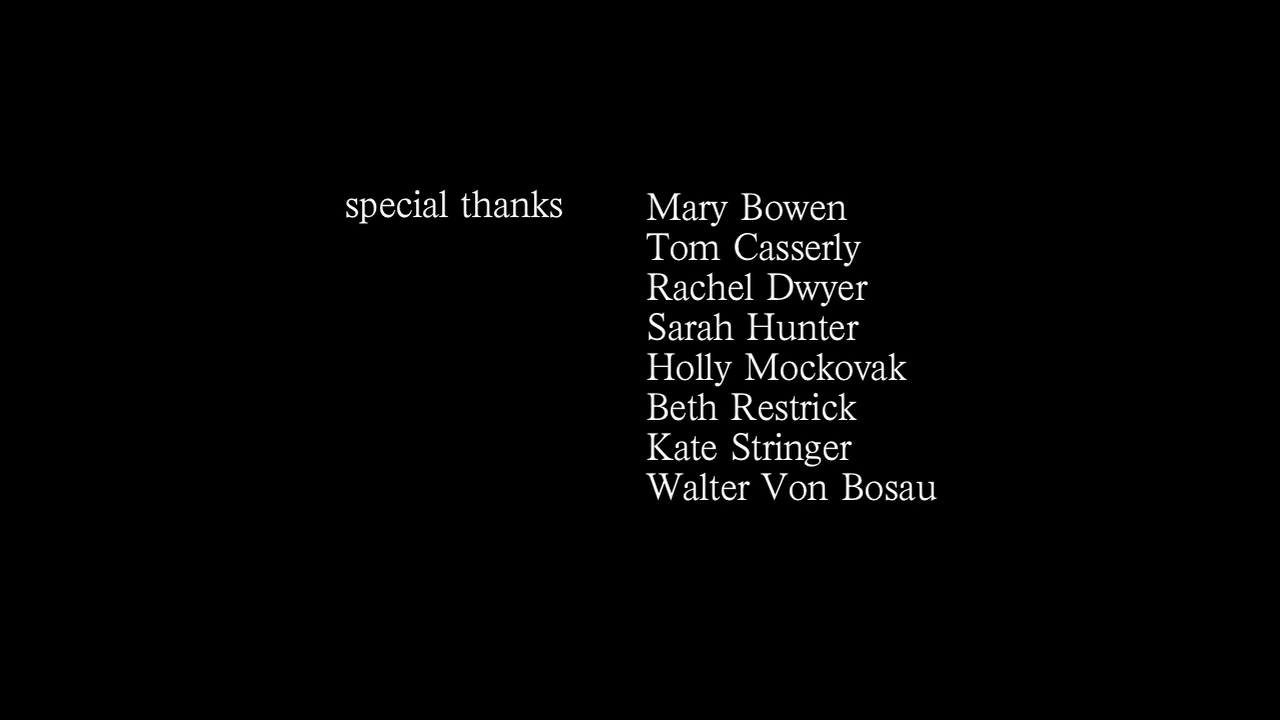 special thanks
Mary Bowen
Tom Casserly
Rachel Dwyer
Sarah Hunter
Holly Mockovak
Beth Restrick
Kate Stringer
Walter Von Bosau